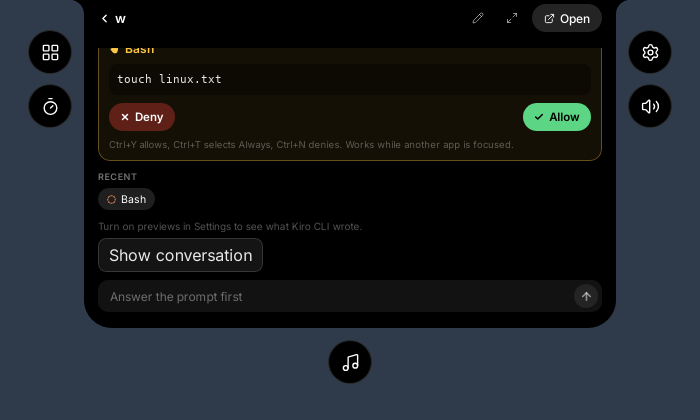 w
Open
Bash
touch linux.txt
Deny
Allow
Ctrl+Y allows, Ctrl+T selects Always, Ctrl+N denies. Works while another app is focused.
RECENT
Bash
Turn on previews in Settings to see what Kiro CLI wrote.
Show conversation
Answer the prompt first